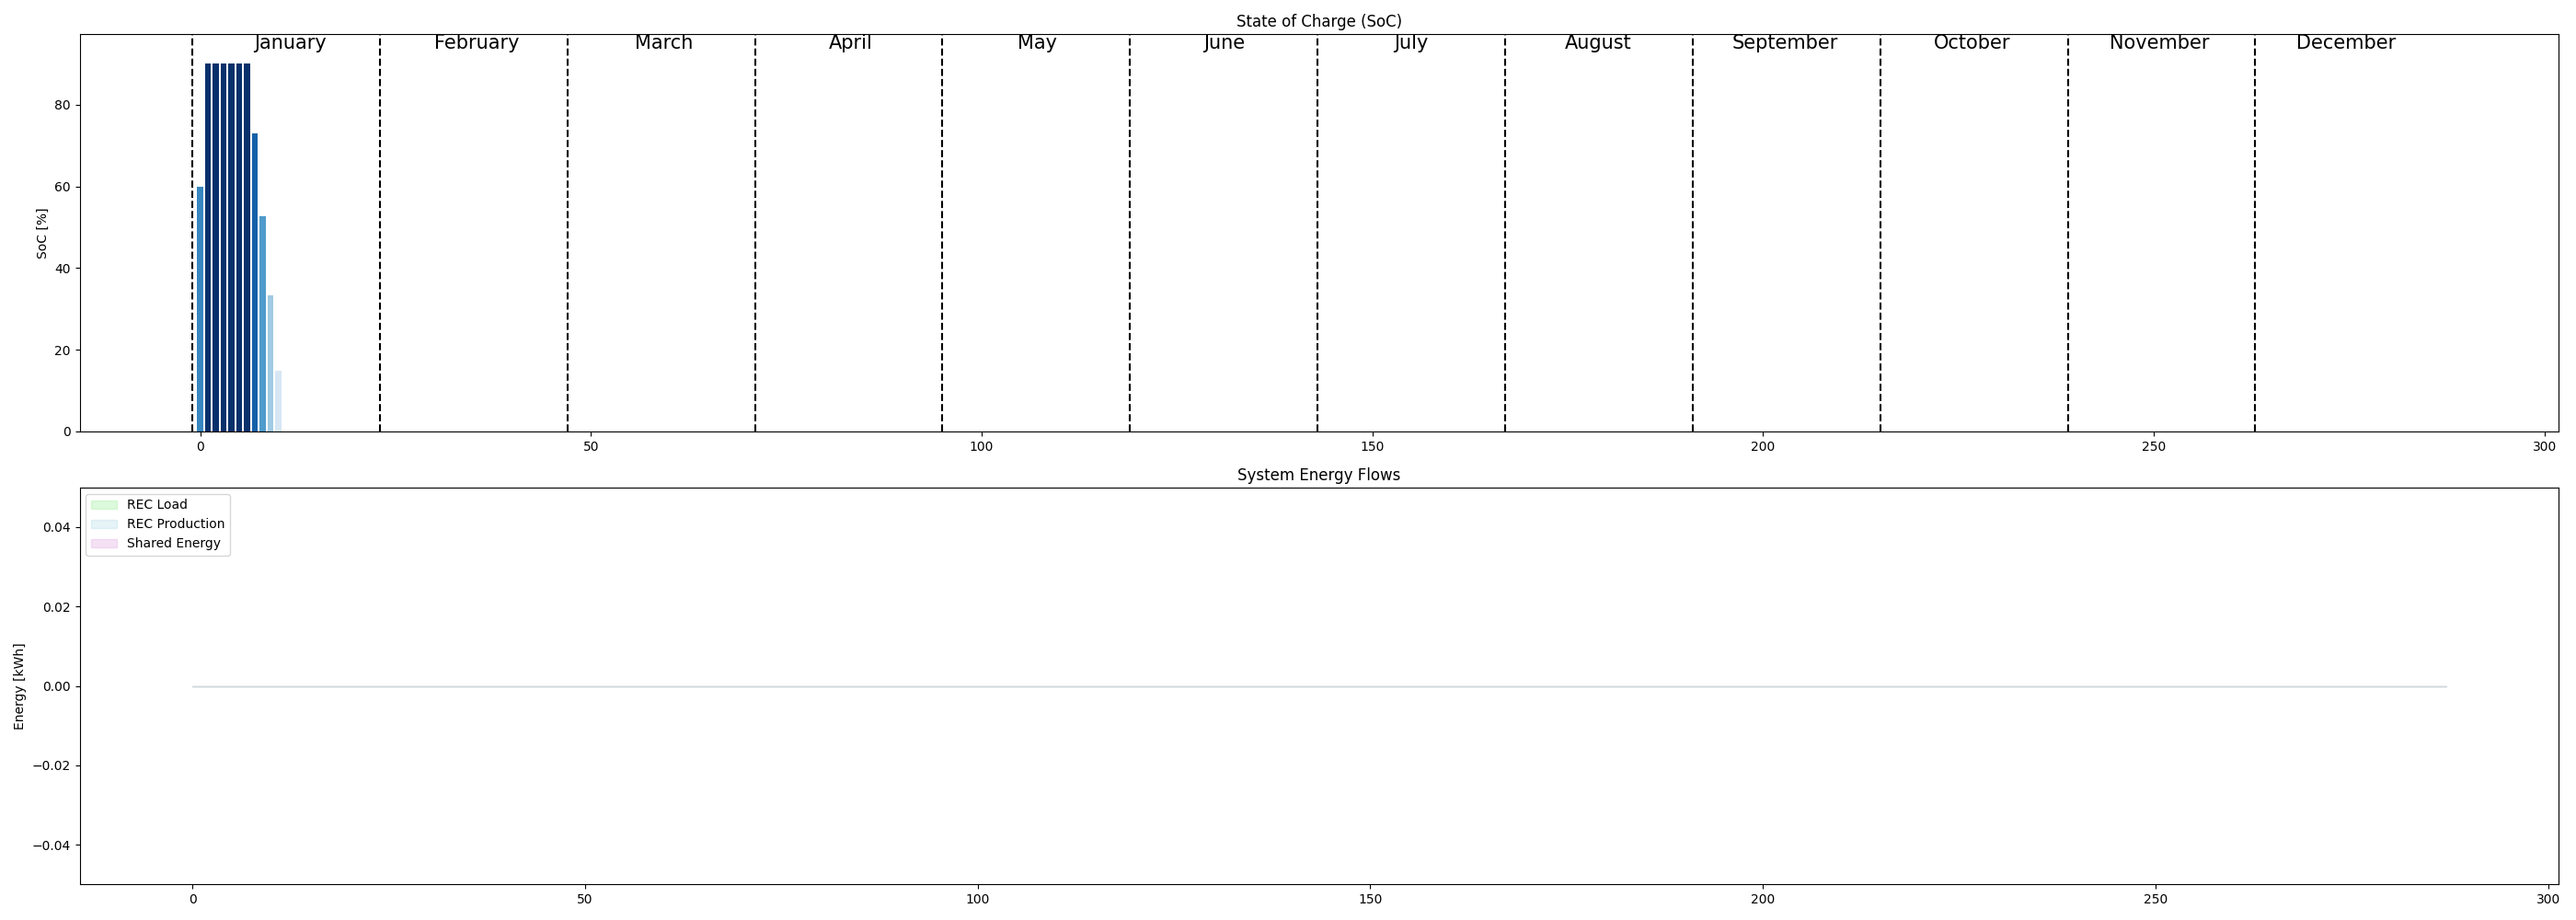 State of Charge (SoC)
January February March April May June July August September October November December
80
60
40
20
0
SoC [%]
0 50 100 150 200 250 300
System Energy Flows
REC Load
REC Production
Shared Energy
0.04
0.02
0.00
−0.02
−0.04
Energy [kWh]
0 50 100 150 200 250 300